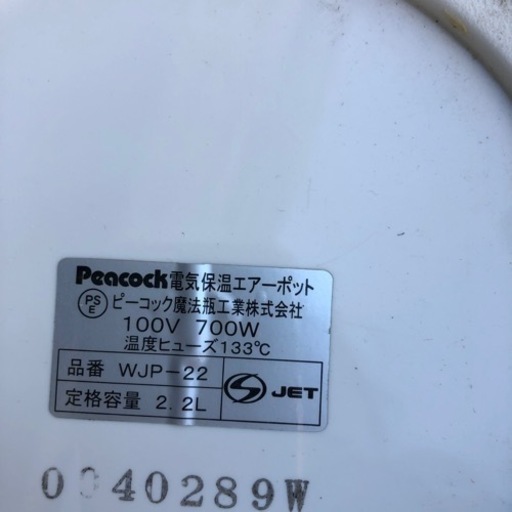 Peacock電気保温エアーポット
PS E ピーコック魔法瓶工業株式会社
100V 700W
温度ヒューズ133℃
品番 WJP-22
定格容量 2.2L
JET
40289W